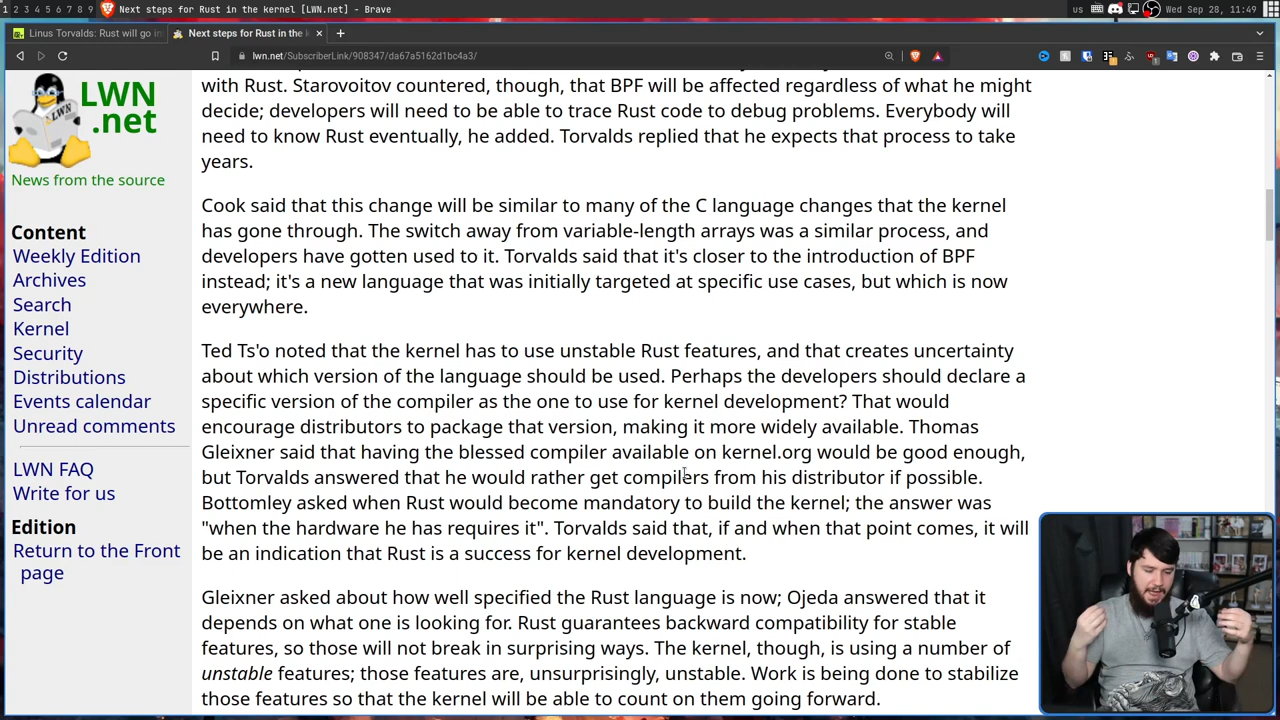 1 2 3 4 5 6 7 8 9 Next steps for Rust in the kernel [LWN.net] - Brave us Wed Sep 28, 11:49
Linus Torvalds: Rust will go in
Next steps for Rust in the k
lwn.net/SubscriberLink/908347/da67a5162d1bc4a3/
LWN
.net
News from the source
Content
Weekly Edition
Archives
Search
Kernel
Security
Distributions
Events calendar
Unread comments
LWN FAQ
Write for us
Edition
Return to the Front
page
with Rust. Starovoitov countered, though, that BPF will be affected regardless of what he might
decide; developers will need to be able to trace Rust code to debug problems. Everybody will
need to know Rust eventually, he added. Torvalds replied that he expects that process to take
years.
Cook said that this change will be similar to many of the C language changes that the kernel
has gone through. The switch away from variable-length arrays was a similar process, and
developers have gotten used to it. Torvalds said that it's closer to the introduction of BPF
instead; it's a new language that was initially targeted at specific use cases, but which is now
everywhere.
Ted Ts'o noted that the kernel has to use unstable Rust features, and that creates uncertainty
about which version of the language should be used. Perhaps the developers should declare a
specific version of the compiler as the one to use for kernel development? That would
encourage distributors to package that version, making it more widely available. Thomas
Gleixner said that having the blessed compiler available on kernel.org would be good enough,
but Torvalds answered that he would rather get compilers from his distributor if possible.
Bottomley asked when Rust would become mandatory to build the kernel; the answer was
"when the hardware he has requires it". Torvalds said that, if and when that point comes, it will
be an indication that Rust is a success for kernel development.
Gleixner asked about how well specified the Rust language is now; Ojeda answered that it
depends on what one is looking for. Rust guarantees backward compatibility for stable
features, so those will not break in surprising ways. The kernel, though, is using a number of
unstable features; those features are, unsurprisingly, unstable. Work is being done to stabilize
those features so that the kernel will be able to count on them going forward.